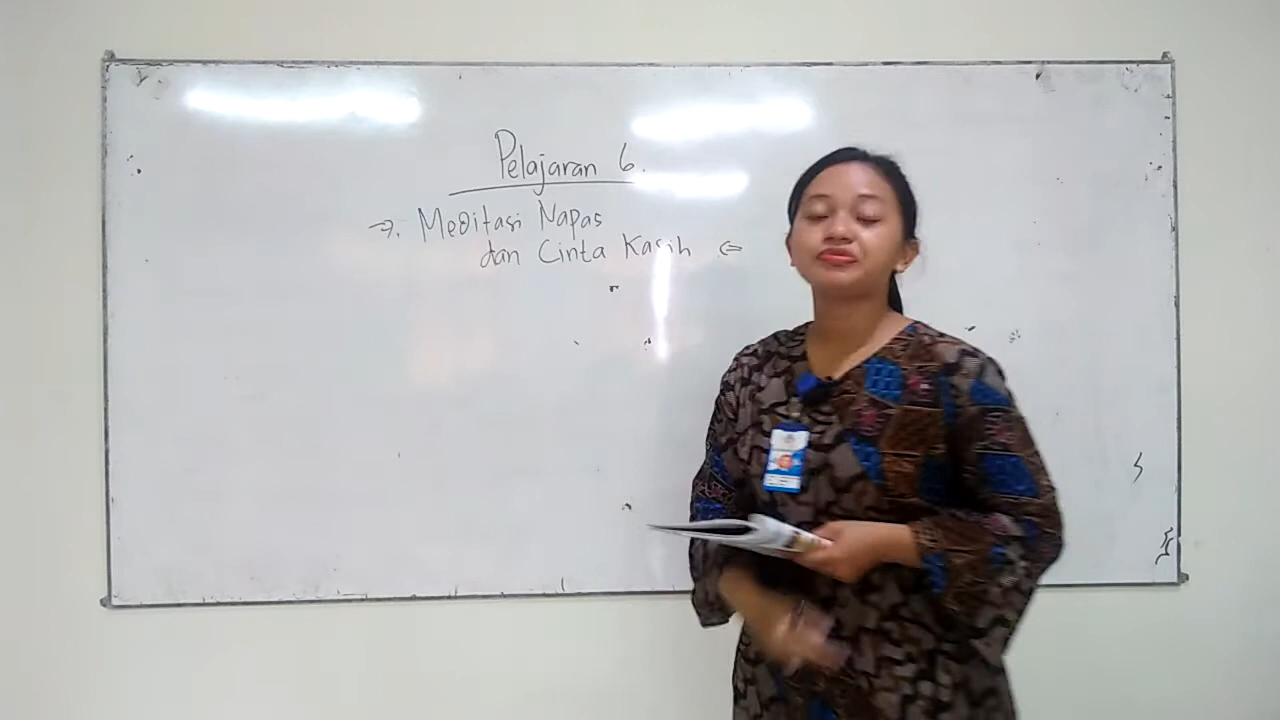 Pelajaran 6.
→. Meditasi Napas
dan Cinta Kasih ⇐